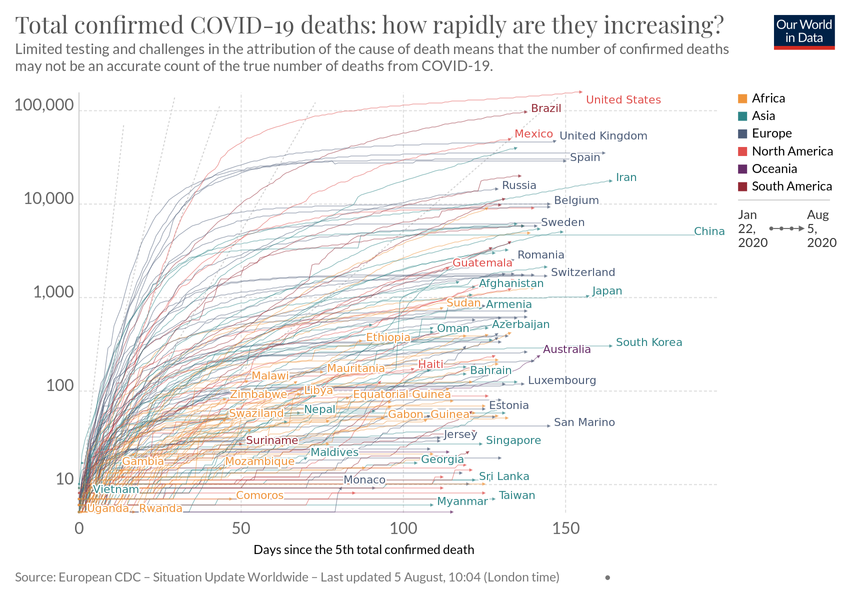 Total confirmed COVID-19 deaths: how rapidly are they increasing?
Limited testing and challenges in the attribution of the cause of death means that the number of confirmed deaths
may not be an accurate count of the true number of deaths from COVID-19.
Our World
in Data
100,000
10,000
1,000
100
10
0
50
100
150
Days since the 5th total confirmed death
United States
Brazil
Mexico
United Kingdom
Spain
Iran
Russia
Belgium
Sweden
China
Romania
Guatemala
Switzerland
Afghanistan
Japan
Sudan
Armenia
Oman
Azerbaijan
Ethiopia
South Korea
Australia
Mauritania
Haiti
Bahrain
Malawi
Luxembourg
Zimbabwe
Libya
Equatorial Guinea
Swaziland
Nepal
Gabon
Guinea
Estonia
San Marino
Suriname
Jersey
Singapore
Maldives
Gambia
Mozambique
Georgia
Monaco
Sri Lanka
Vietnam
Comoros
Myanmar
Taiwan
Uganda
Rwanda
Africa
Asia
Europe
North America
Oceania
South America
Jan
22,
2020
Aug
5,
2020
Source: European CDC – Situation Update Worldwide – Last updated 5 August, 10:04 (London time)